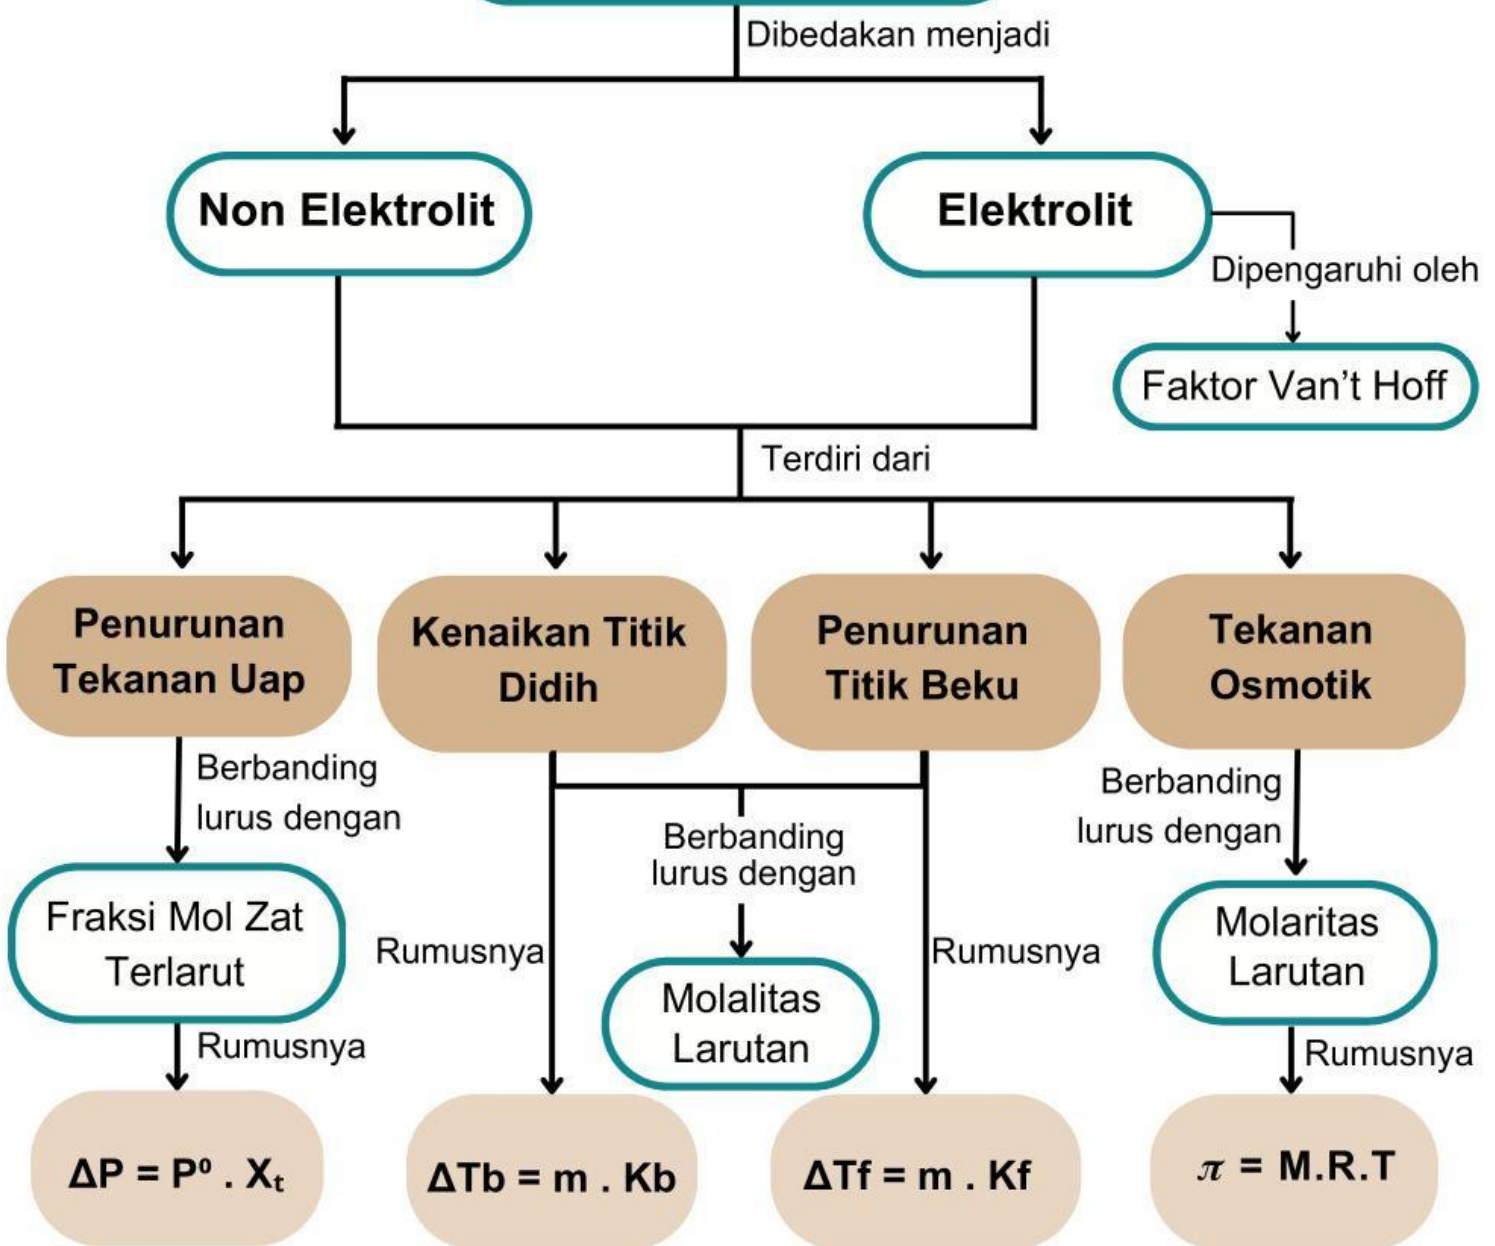 Dibedakan menjadi
Non Elektrolit
Elektrolit
Dipengaruhi oleh
Faktor Van’t Hoff
Terdiri dari
Penurunan
Tekanan Uap
Kenaikan Titik
Didih
Penurunan
Titik Beku
Tekanan
Osmotik
Berbanding
lurus dengan
Berbanding
lurus dengan
Berbanding
lurus dengan
Fraksi Mol Zat
Terlarut
Rumusnya
Rumusnya
Molaritas
Larutan
Molalitas
Larutan
Rumusnya
Rumusnya
ΔP = P⁰ . Xₜ
ΔTb = m . Kb
ΔTf = m . Kf
π = M.R.T